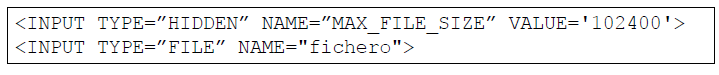 <INPUT TYPE=”HIDDEN” NAME=”MAX_FILE_SIZE” VALUE='102400'>
<INPUT TYPE=”FILE” NAME="fichero">